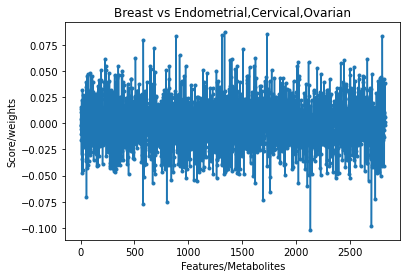 Breast vs Endometrial,Cervical,Ovarian
0.075
0.050
0.025
0.000
-0.025
-0.050
-0.075
-0.100
Score/weights
0 500 1000 1500 2000 2500
Features/Metabolites